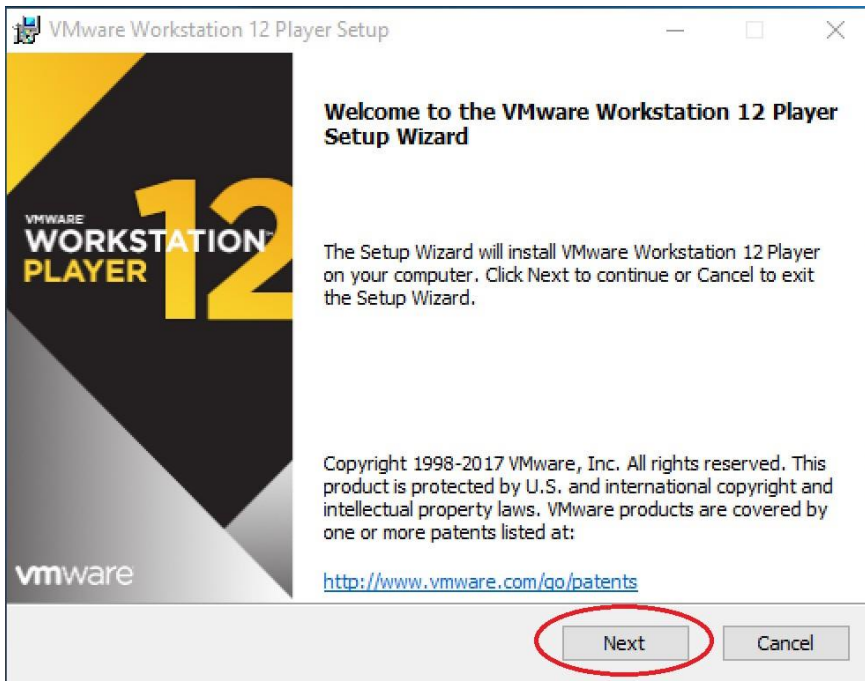 VMware Workstation 12 Player Setup
Welcome to the VMware Workstation 12 Player
Setup Wizard
VMWARE
WORKSTATION™
PLAYER
12
The Setup Wizard will install VMware Workstation 12 Player
on your computer. Click Next to continue or Cancel to exit
the Setup Wizard.
Copyright 1998-2017 VMware, Inc. All rights reserved. This
product is protected by U.S. and international copyright and
intellectual property laws. VMware products are covered by
one or more patents listed at:
http://www.vmware.com/go/patents
vmware
Next
Cancel